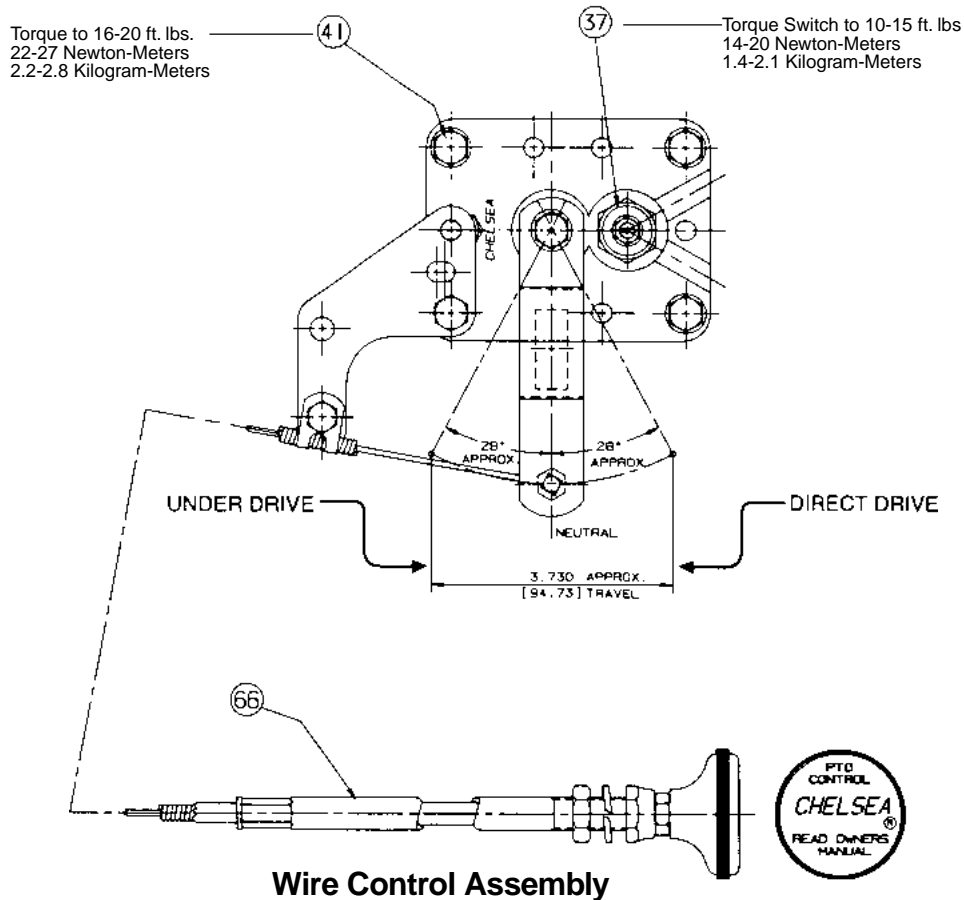 Torque to 16-20 ft. lbs.
22-27 Newton-Meters
2.2-2.8 Kilogram-Meters
41
37
Torque Switch to 10-15 ft. lbs
14-20 Newton-Meters
1.4-2.1 Kilogram-Meters
CHELSEA
28°
APPROX.
28°
APPROX.
UNDER DRIVE
DIRECT DRIVE
NEUTRAL
3.730 APPROX.
[94.73] TRAVEL
66
PTO
CONTROL
CHELSEA
®
READ OWNERS
MANUAL
Wire Control Assembly